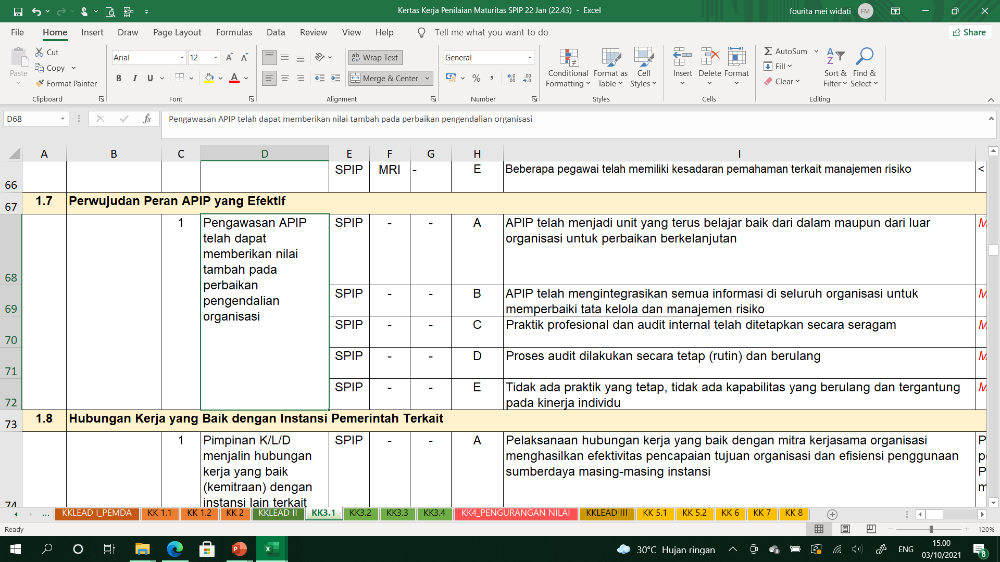 Kertas Kerja Penilaian Maturitas SPIP 22 Jan (22.43) - Excel
fourita mei widati FM
File Home Insert Draw Page Layout Formulas Data Review View Help Tell me what you want to do Share
Paste
Cut
Copy
Format Painter
Clipboard
Arial 12
B I U
Font
Wrap Text
Merge & Center
Alignment
General
Number
Conditional Formatting
Format as Table
Cell Styles
Styles
Insert Delete Format
Cells
AutoSum
Fill
Clear
Sort & Filter
Find & Select
Editing
D68 fx Pengawasan APIP telah dapat memberikan nilai tambah pada perbaikan pengendalian organisasi
A B C D E F G H I
66 SPIP MRI - E Beberapa pegawai telah memiliki kesadaran pemahaman terkait manajemen risiko <
67 1.7 Perwujudan Peran APIP yang Efektif
68 1 Pengawasan APIP telah dapat memberikan nilai tambah pada perbaikan pengendalian organisasi SPIP - - A APIP telah menjadi unit yang terus belajar baik dari dalam maupun dari luar organisasi untuk perbaikan berkelanjutan M
69 SPIP - - B APIP telah mengintegrasikan semua informasi di seluruh organisasi untuk memperbaiki tata kelola dan manajemen risiko M
70 SPIP - - C Praktik profesional dan audit internal telah ditetapkan secara seragam M
71 SPIP - - D Proses audit dilakukan secara tetap (rutin) dan berulang M
72 SPIP - - E Tidak ada praktik yang tetap, tidak ada kapabilitas yang berulang dan tergantung pada kinerja individu M
73 1.8 Hubungan Kerja yang Baik dengan Instansi Pemerintah Terkait
74 1 Pimpinan K/L/D menjalin hubungan kerja yang baik (kemitraan) dengan instansi lain terkait SPIP - - A Pelaksanaan hubungan kerja yang baik dengan mitra kerjasama organisasi menghasilkan efektivitas pencapaian tujuan organisasi dan efisiensi penggunaan sumberdaya masing-masing instansi
... KKLEAD I_PEMDA KK 1.1 KK 1.2 KK 2 KKLEAD II KK3.1 KK3.2 KK3.3 KK3.4 KK4_PENGURANGAN NILAI KKLEAD III KK 5.1 KK 5.2 KK 6 KK 7 KK 8
Ready 120%
30°C Hujan ringan ENG 15.00
03/10/2021 8